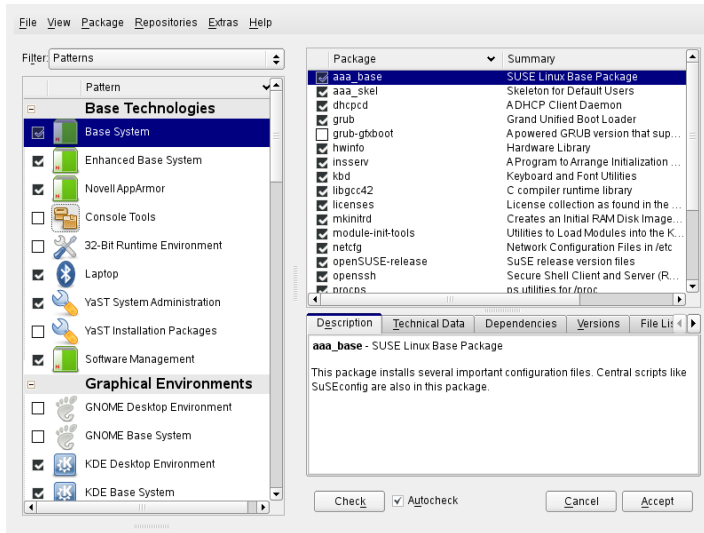 File View Package Repositories Extras Help
Filter: Patterns
Pattern
Base Technologies
Base System
Enhanced Base System
Novell AppArmor
Console Tools
32-Bit Runtime Environment
Laptop
YaST System Administration
YaST Installation Packages
Software Management
Graphical Environments
GNOME Desktop Environment
GNOME Base System
KDE Desktop Environment
KDE Base System
Package Summary
aaa_base SUSE Linux Base Package
aaa_skel Skeleton for Default Users
dhcpcd A DHCP Client Daemon
grub Grand Unified Boot Loader
grub-gfxboot A powered GRUB version that sup...
hwinfo Hardware Library
insserv A Program to Arrange Initialization ...
kbd Keyboard and Font Utilities
libgcc42 C compiler runtime library
licenses License collection as found in the ...
mkinitrd Creates an Initial RAM Disk Image...
module-init-tools Utilities to Load Modules into the K...
netcfg Network Configuration Files in /etc
openSUSE-release SuSE release version files
openssh Secure Shell Client and Server (R...
procps ps utilities for /proc
Description Technical Data Dependencies Versions File Lis
aaa_base - SUSE Linux Base Package
This package installs several important configuration files. Central scripts like
SuSEconfig are also in this package.
Check Autocheck Cancel Accept